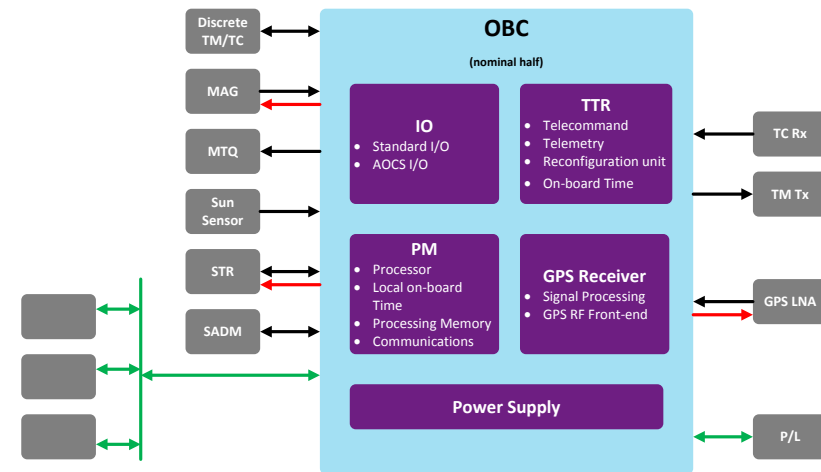 Discrete
TM/TC
MAG
MTQ
Sun
Sensor
STR
SADM
OBC
(nominal half)
IO
• Standard I/O
• AOCS I/O
TTR
• Telecommand
• Telemetry
• Reconfiguration unit
• On-board Time
PM
• Processor
• Local on-board
Time
• Processing Memory
• Communications
GPS Receiver
• Signal Processing
• GPS RF Front-end
Power Supply
TC Rx
TM Tx
GPS LNA
P/L